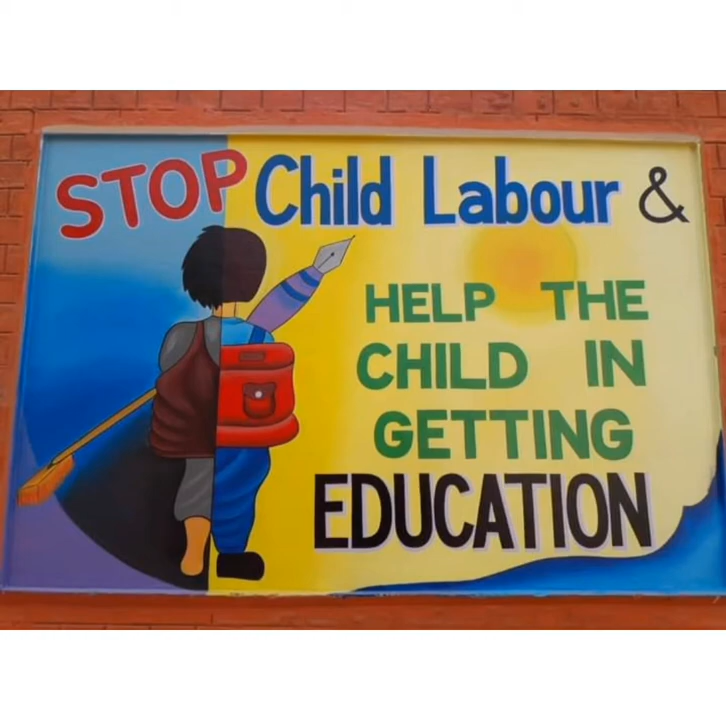 STOP Child Labour &
HELP THE
CHILD IN
GETTING
EDUCATION